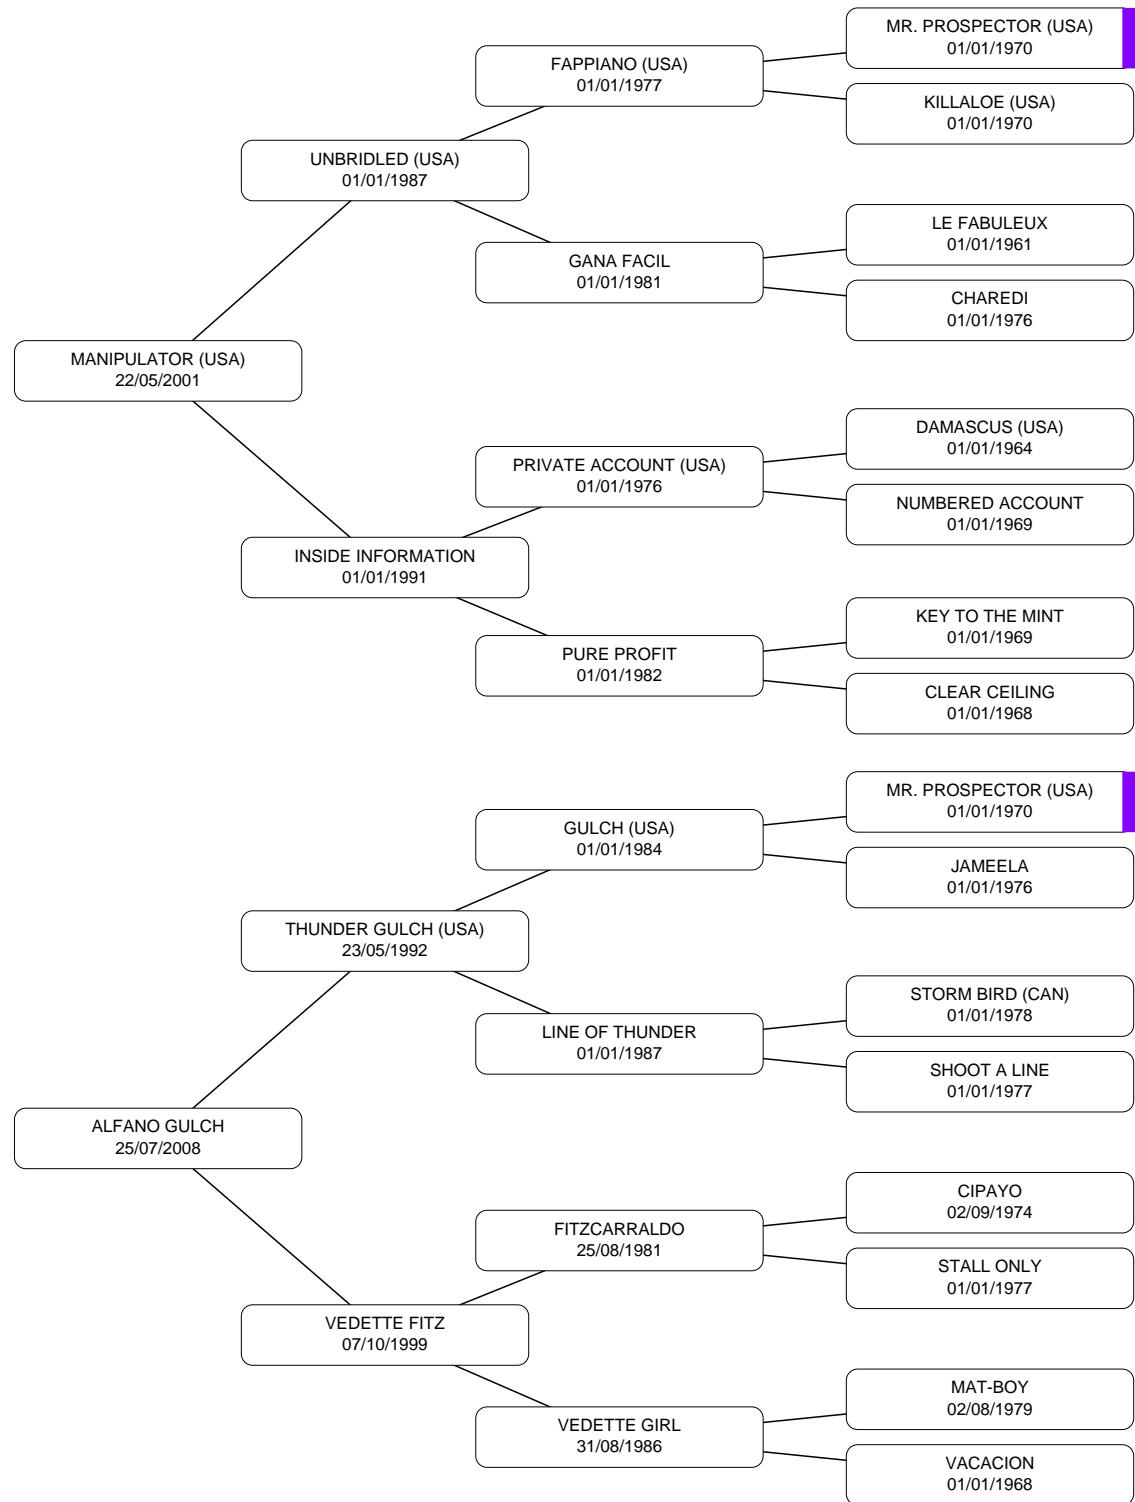 MR. PROSPECTOR (USA)
01/01/1970
FAPPIANO (USA)
01/01/1977
KILLALOE (USA)
01/01/1970
UNBRIDLED (USA)
01/01/1987
LE FABULEUX
01/01/1961
GANA FACIL
01/01/1981
CHAREDI
01/01/1976
MANIPULATOR (USA)
22/05/2001
DAMASCUS (USA)
01/01/1964
PRIVATE ACCOUNT (USA)
01/01/1976
NUMBERED ACCOUNT
01/01/1969
INSIDE INFORMATION
01/01/1991
KEY TO THE MINT
01/01/1969
PURE PROFIT
01/01/1982
CLEAR CEILING
01/01/1968
MR. PROSPECTOR (USA)
01/01/1970
GULCH (USA)
01/01/1984
JAMEELA
01/01/1976
THUNDER GULCH (USA)
23/05/1992
STORM BIRD (CAN)
01/01/1978
LINE OF THUNDER
01/01/1987
SHOOT A LINE
01/01/1977
ALFANO GULCH
25/07/2008
CIPAYO
02/09/1974
FITZCARRALDO
25/08/1981
STALL ONLY
01/01/1977
VEDETTE FITZ
07/10/1999
MAT-BOY
02/08/1979
VEDETTE GIRL
31/08/1986
VACACION
01/01/1968